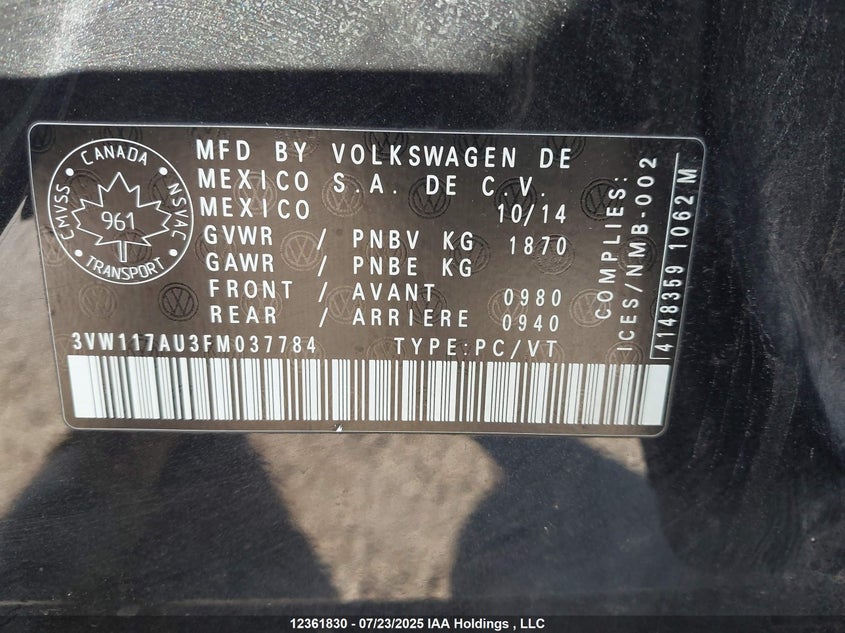 CANADA
CMVSS
NSVAC
961
TRANSPORT
MFD BY VOLKSWAGEN DE
MEXICO S.A. DE C.V.
MEXICO 10/14
GVWR / PNBV KG 1870
GAWR / PNBE KG
FRONT / AVANT 0980
REAR / ARRIERE 0940
3VW117AU3FM037784 TYPE:PC/VT
COMPLIES:
ICES/NMB-002
4148359 1062 M
12361830 - 07/23/2025 IAA Holdings , LLC